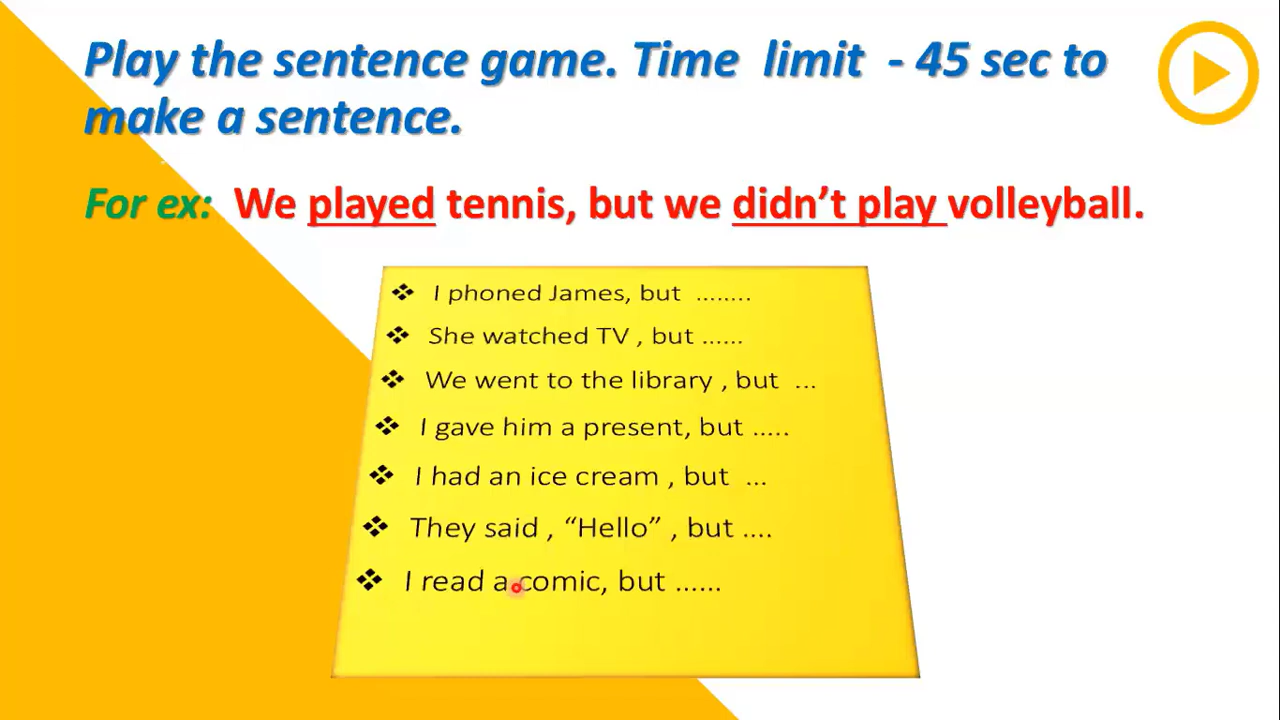 Play the sentence game. Time limit - 45 sec to
make a sentence.
For ex: We played tennis, but we didn't play volleyball.
❖ I phoned James, but ........
❖ She watched TV , but ......
❖ We went to the library , but ...
❖ I gave him a present, but .....
❖ I had an ice cream , but ...
❖ They said , “Hello” , but ....
❖ I read a comic, but ......